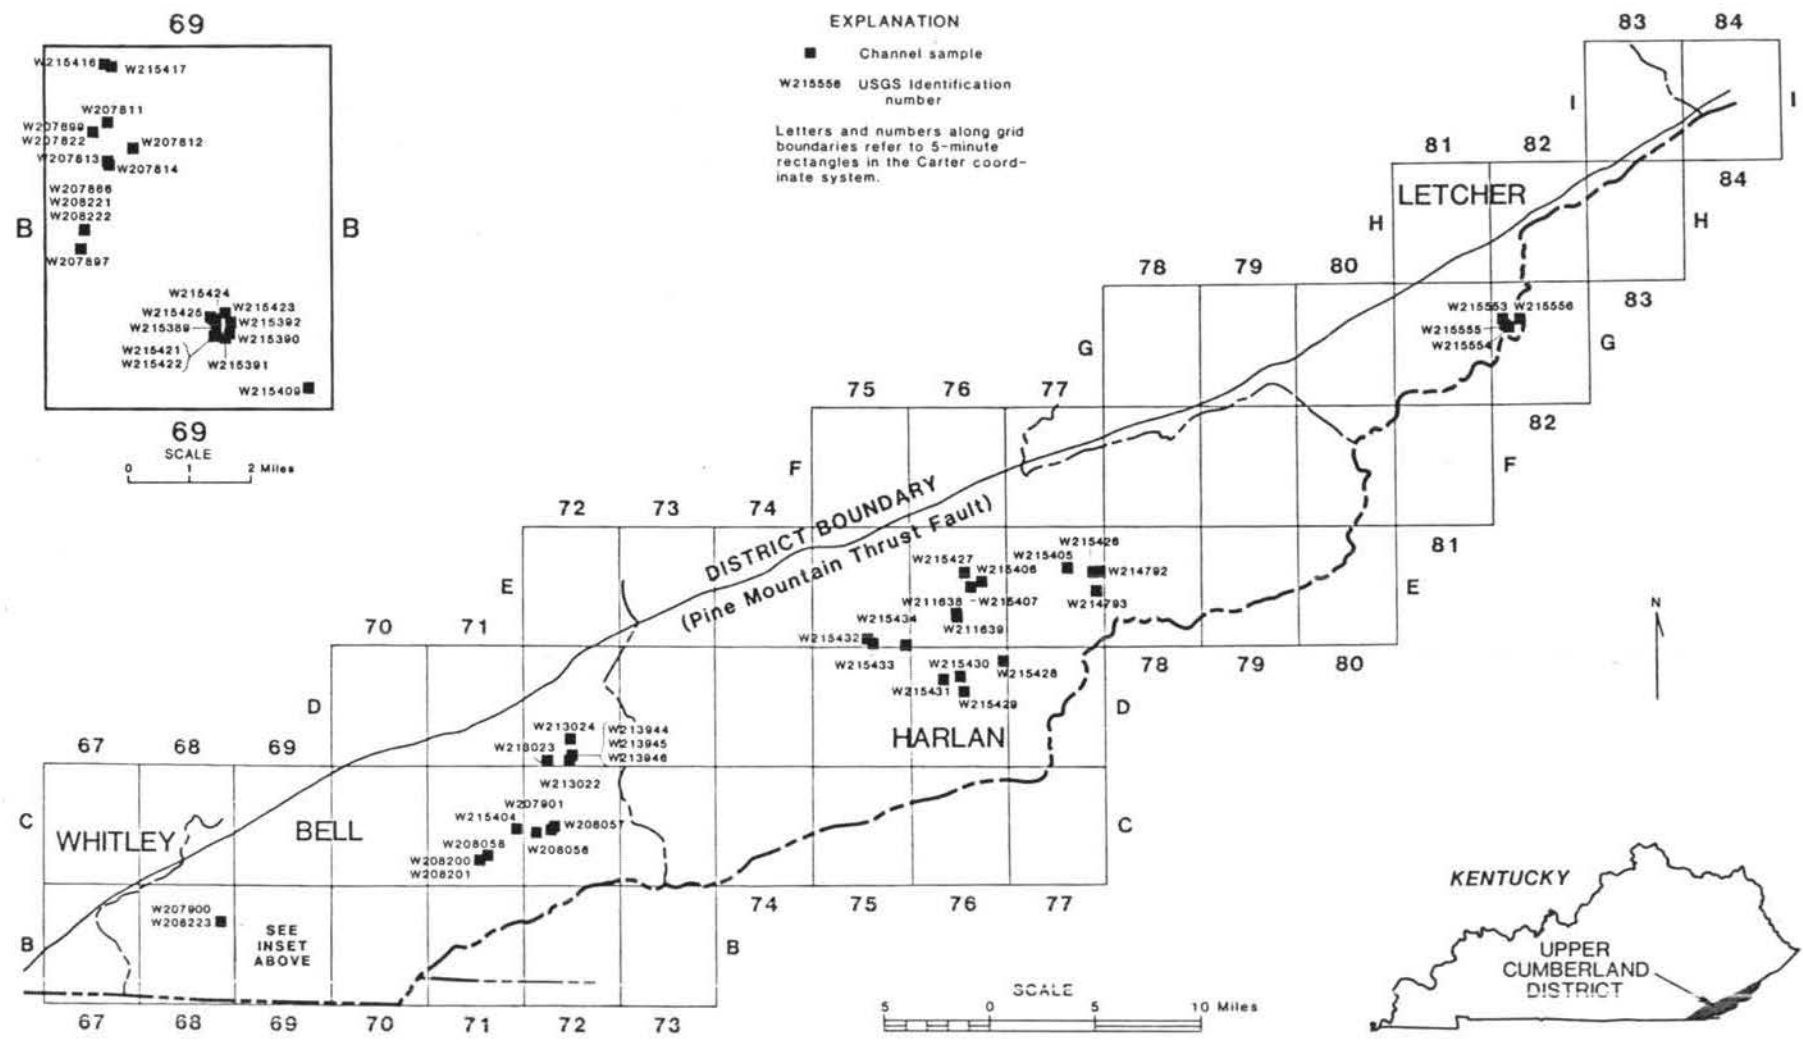 69
W215416
W215417
W207811
W207899
W207822
W207812
W207813
W207814
W207866
W208221
W208222
B
B
W207897
W215424
W215425
W215423
W215389
W215392
W215390
W215421
W215422
W215391
W215409
69
SCALE
0 1 2 Miles
EXPLANATION
Channel sample
W215556 USGS Identification
number
Letters and numbers along grid
boundaries refer to 5-minute
rectangles in the Carter coord-
inate system.
83 84
I I
81 82
84
LETCHER
H H
78 79 80
83
W215553 W215556
W215555
W215554
G G
75 76 77
82
F F
72 73 74
81
DISTRICT BOUNDARY
(Pine Mountain Thrust Fault)
W215426
W215427 W215405
W215406 W214792
W211638 W215407 W214793
W215434 W211639
W215432
W215433 W215430
W215428
W215431
W215429
E E
70 71
78 79 80
HARLAN
D D
67 68 69
W213024 W213944
W213023 W213945
W213946
W213022
W207901
W215404 W208057
W208058 W208056
W208200
W208201
C C
WHITLEY BELL
74 75 76 77
W207900
W208223
SEE
INSET
ABOVE
B B
67 68 69 70 71 72 73
SCALE
5 0 5 10 Miles
N
KENTUCKY
UPPER
CUMBERLAND
DISTRICT